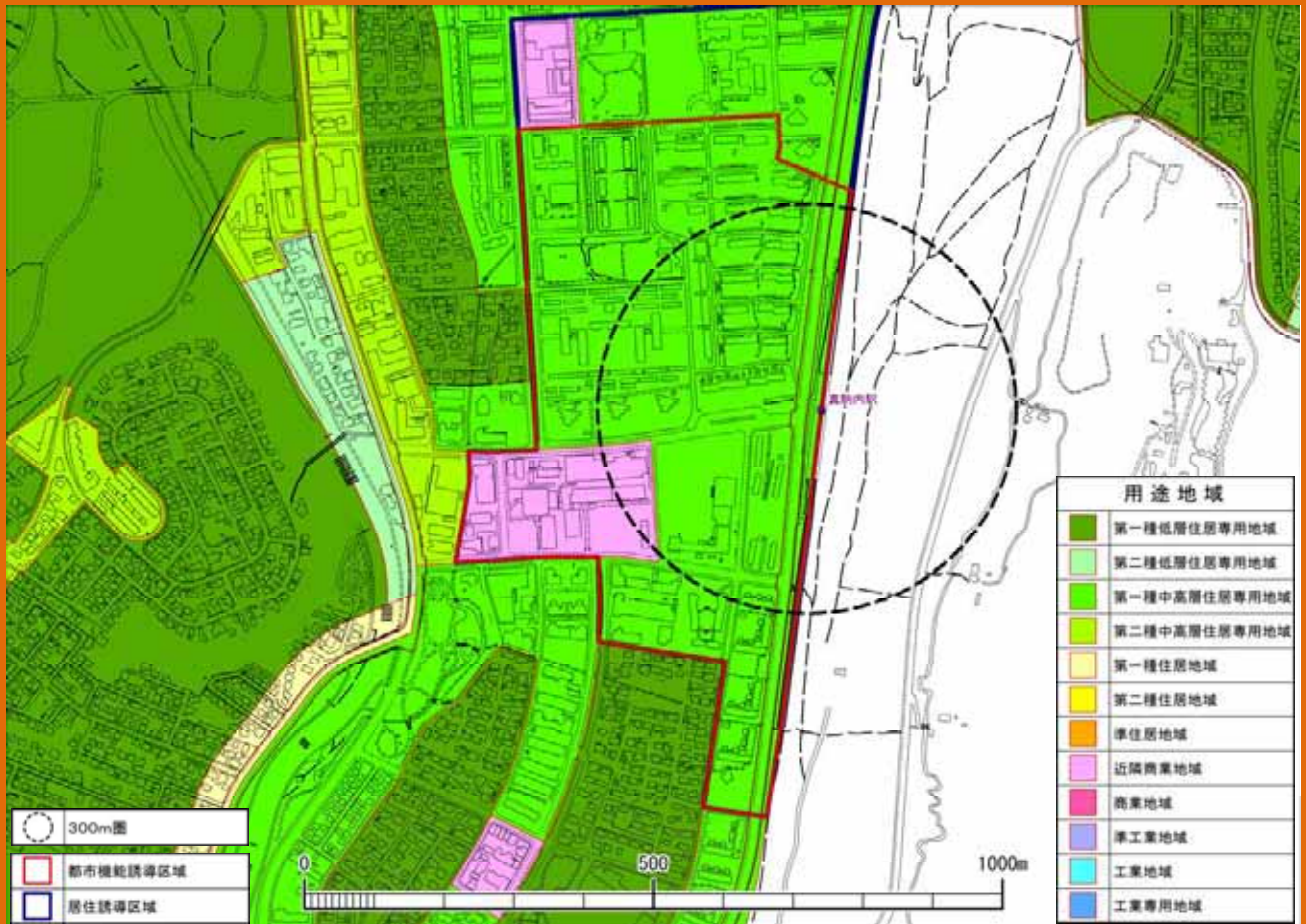 真駒内駅
用途地域
第一種低層住居専用地域
第二種低層住居専用地域
第一種中高層住居専用地域
第二種中高層住居専用地域
第一種住居地域
第二種住居地域
準住居地域
近隣商業地域
商業地域
準工業地域
工業地域
工業専用地域
300m圏
都市機能誘導区域
居住誘導区域
0
500
1000m